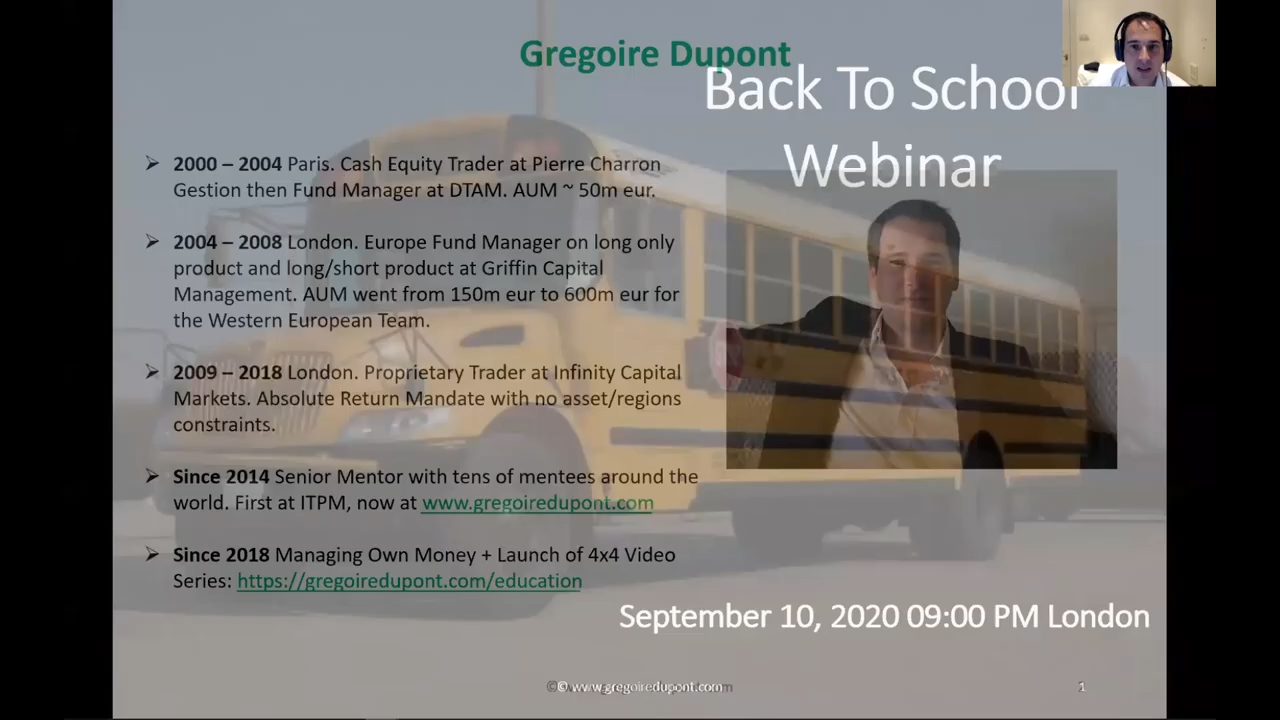 Gregoire Dupont
Back To School
Webinar
➢ 2000 – 2004 Paris. Cash Equity Trader at Pierre Charron
Gestion then Fund Manager at DTAM. AUM ~ 50m eur.
➢ 2004 – 2008 London. Europe Fund Manager on long only
product and long/short product at Griffin Capital
Management. AUM went from 150m eur to 600m eur for
the Western European Team.
➢ 2009 – 2018 London. Proprietary Trader at Infinity Capital
Markets. Absolute Return Mandate with no asset/regions
constraints.
➢ Since 2014 Senior Mentor with tens of mentees around the
world. First at ITPM, now at www.gregoiredupont.com
➢ Since 2018 Managing Own Money + Launch of 4x4 Video
Series: https://gregoiredupont.com/education
September 10, 2020 09:00 PM London
© www.gregoiredupont.com
1